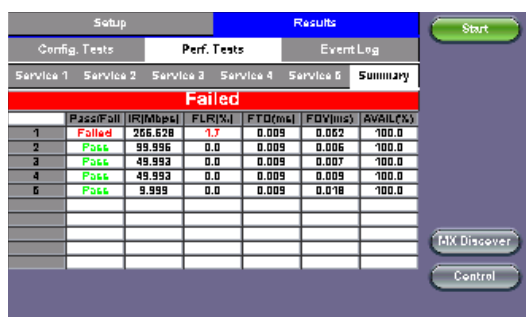 Setup Results Start
Config. Tests Perf. Tests Event Log
Service 1 Service 2 Service 3 Service 4 Service 5 Summary
Failed
Pass/Fail IR(Mbps) FLR(%) FTD(ms) FDV(ms) AVAIL(%)
1 Failed 266.628 1.7 0.009 0.062 100.0
2 Pass 99.996 0.0 0.009 0.006 100.0
3 Pass 49.993 0.0 0.009 0.007 100.0
4 Pass 49.993 0.0 0.009 0.009 100.0
5 Pass 9.999 0.0 0.009 0.018 100.0
MX Discover
Control